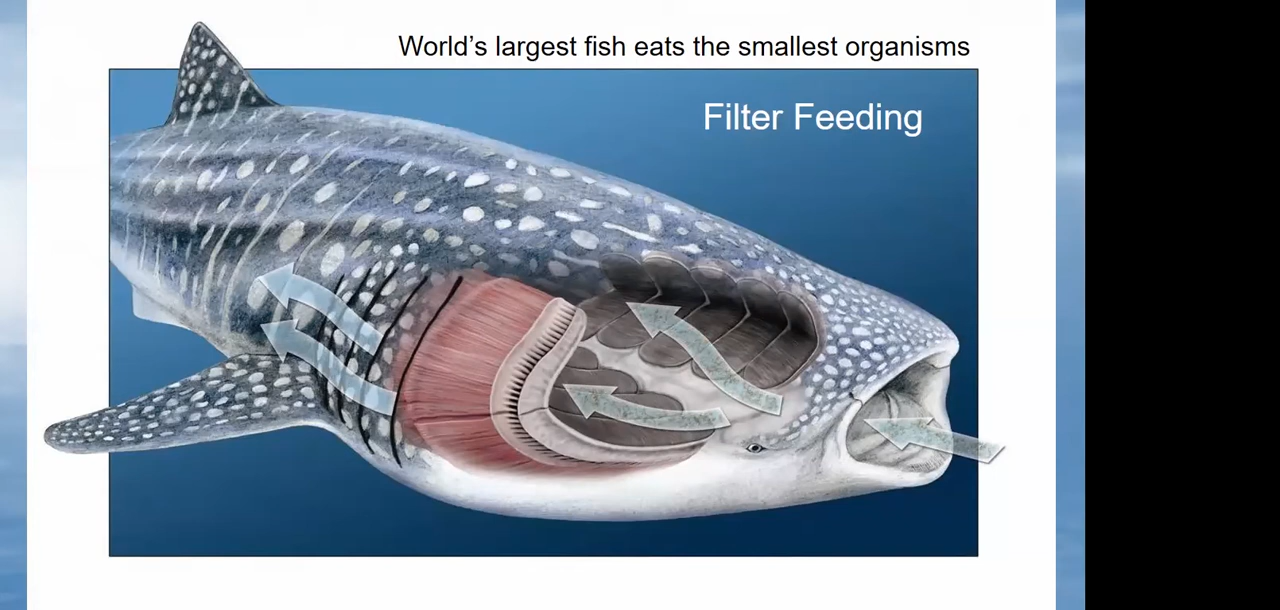 World’s largest fish eats the smallest organisms
Filter Feeding